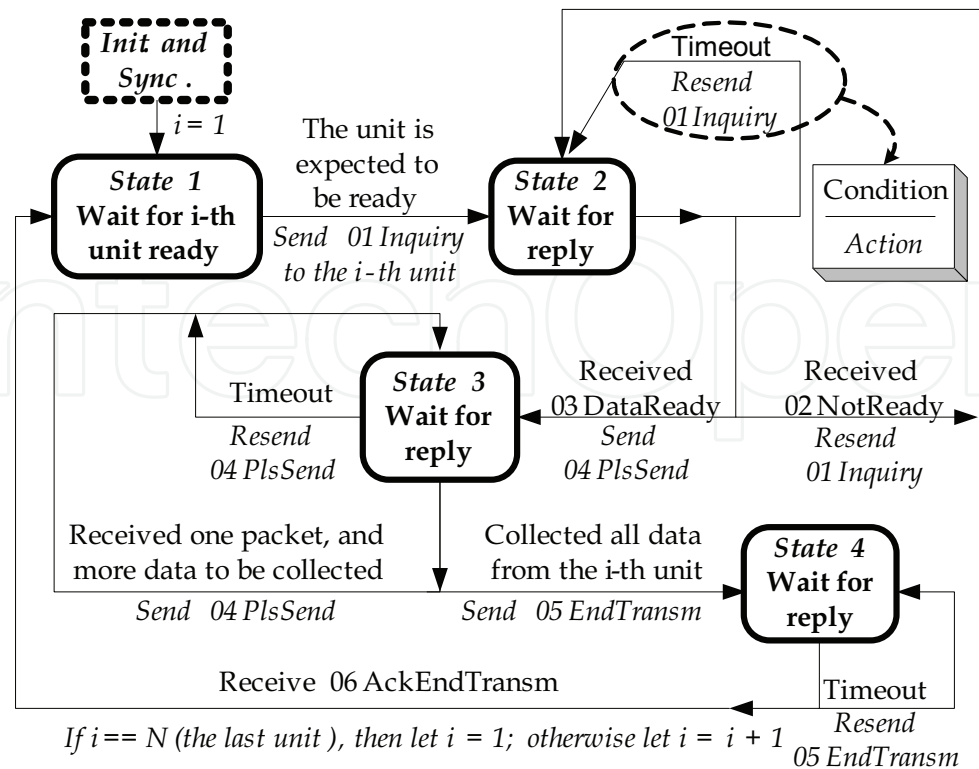 Init. and
Sync .
i = 1
State 1
Wait for i-th
unit ready
The unit is
expected to
be ready
Send 01 Inquiry
to the i-th unit
State 2
Wait for
reply
Timeout
Resend
01 Inquiry
Condition
Action
Timeout
Resend
04 PlsSend
State 3
Wait for
reply
Received
03 DataReady
Send
04 PlsSend
Received
02 NotReady
Resend
01 Inquiry
Received one packet, and
more data to be collected
Send 04 PlsSend
Collected all data
from the i-th unit
Send 05 EndTransm
State 4
Wait for
reply
Receive 06 AckEndTransm
If i == N (the last unit ), then let i = 1; otherwise let i = i + 1
Timeout
Resend
05 EndTransm